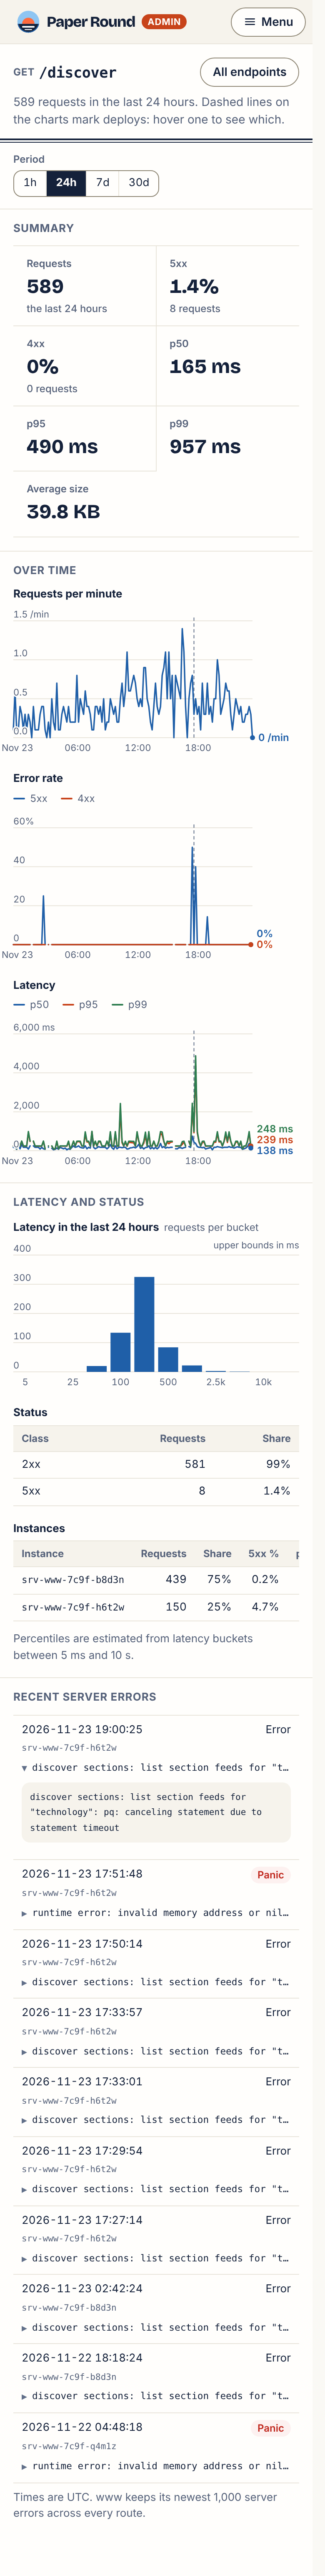 Paper Round ADMIN Menu
GET /discover All endpoints
589 requests in the last 24 hours. Dashed lines on
the charts mark deploys: hover one to see which.
Period
1h 24h 7d 30d
SUMMARY
Requests 5xx
589 1.4%
the last 24 hours 8 requests
4xx p50
0% 165 ms
0 requests
p95 p99
490 ms 957 ms
Average size
39.8 KB
OVER TIME
Requests per minute
1.5 /min
1.0
0.5
0.0
0 /min
Nov 23 06:00 12:00 18:00
Error rate
5xx 4xx
60%
40
20
0%
0
0%
Nov 23 06:00 12:00 18:00
Latency
p50 p95 p99
6,000 ms
4,000
2,000
248 ms
239 ms
0
138 ms
Nov 23 06:00 12:00 18:00
LATENCY AND STATUS
Latency in the last 24 hours requests per bucket
upper bounds in ms
400
300
200
100
0
5 25 100 500 2.5k 10k
Status
Class Requests Share
2xx 581 99%
5xx 8 1.4%
Instances
Instance Requests Share 5xx %
srv-www-7c9f-b8d3n 439 75% 0.2%
srv-www-7c9f-h6t2w 150 25% 4.7%
Percentiles are estimated from latency buckets
between 5 ms and 10 s.
RECENT SERVER ERRORS
2026-11-23 19:00:25 Error
srv-www-7c9f-h6t2w
▼ discover sections: list section feeds for "t…
discover sections: list section feeds for
"technology": pq: canceling statement due to
statement timeout
2026-11-23 17:51:48 Panic
srv-www-7c9f-h6t2w
▶ runtime error: invalid memory address or nil…
2026-11-23 17:50:14 Error
srv-www-7c9f-h6t2w
▶ discover sections: list section feeds for "t…
2026-11-23 17:33:57 Error
srv-www-7c9f-h6t2w
▶ discover sections: list section feeds for "t…
2026-11-23 17:33:01 Error
srv-www-7c9f-h6t2w
▶ discover sections: list section feeds for "t…
2026-11-23 17:29:54 Error
srv-www-7c9f-h6t2w
▶ discover sections: list section feeds for "t…
2026-11-23 17:27:14 Error
srv-www-7c9f-h6t2w
▶ discover sections: list section feeds for "t…
2026-11-23 02:42:24 Error
srv-www-7c9f-b8d3n
▶ discover sections: list section feeds for "t…
2026-11-22 18:18:24 Error
srv-www-7c9f-b8d3n
▶ discover sections: list section feeds for "t…
2026-11-22 04:48:18 Panic
srv-www-7c9f-q4m1z
▶ runtime error: invalid memory address or nil…
Times are UTC. www keeps its newest 1,000 server
errors across every route.